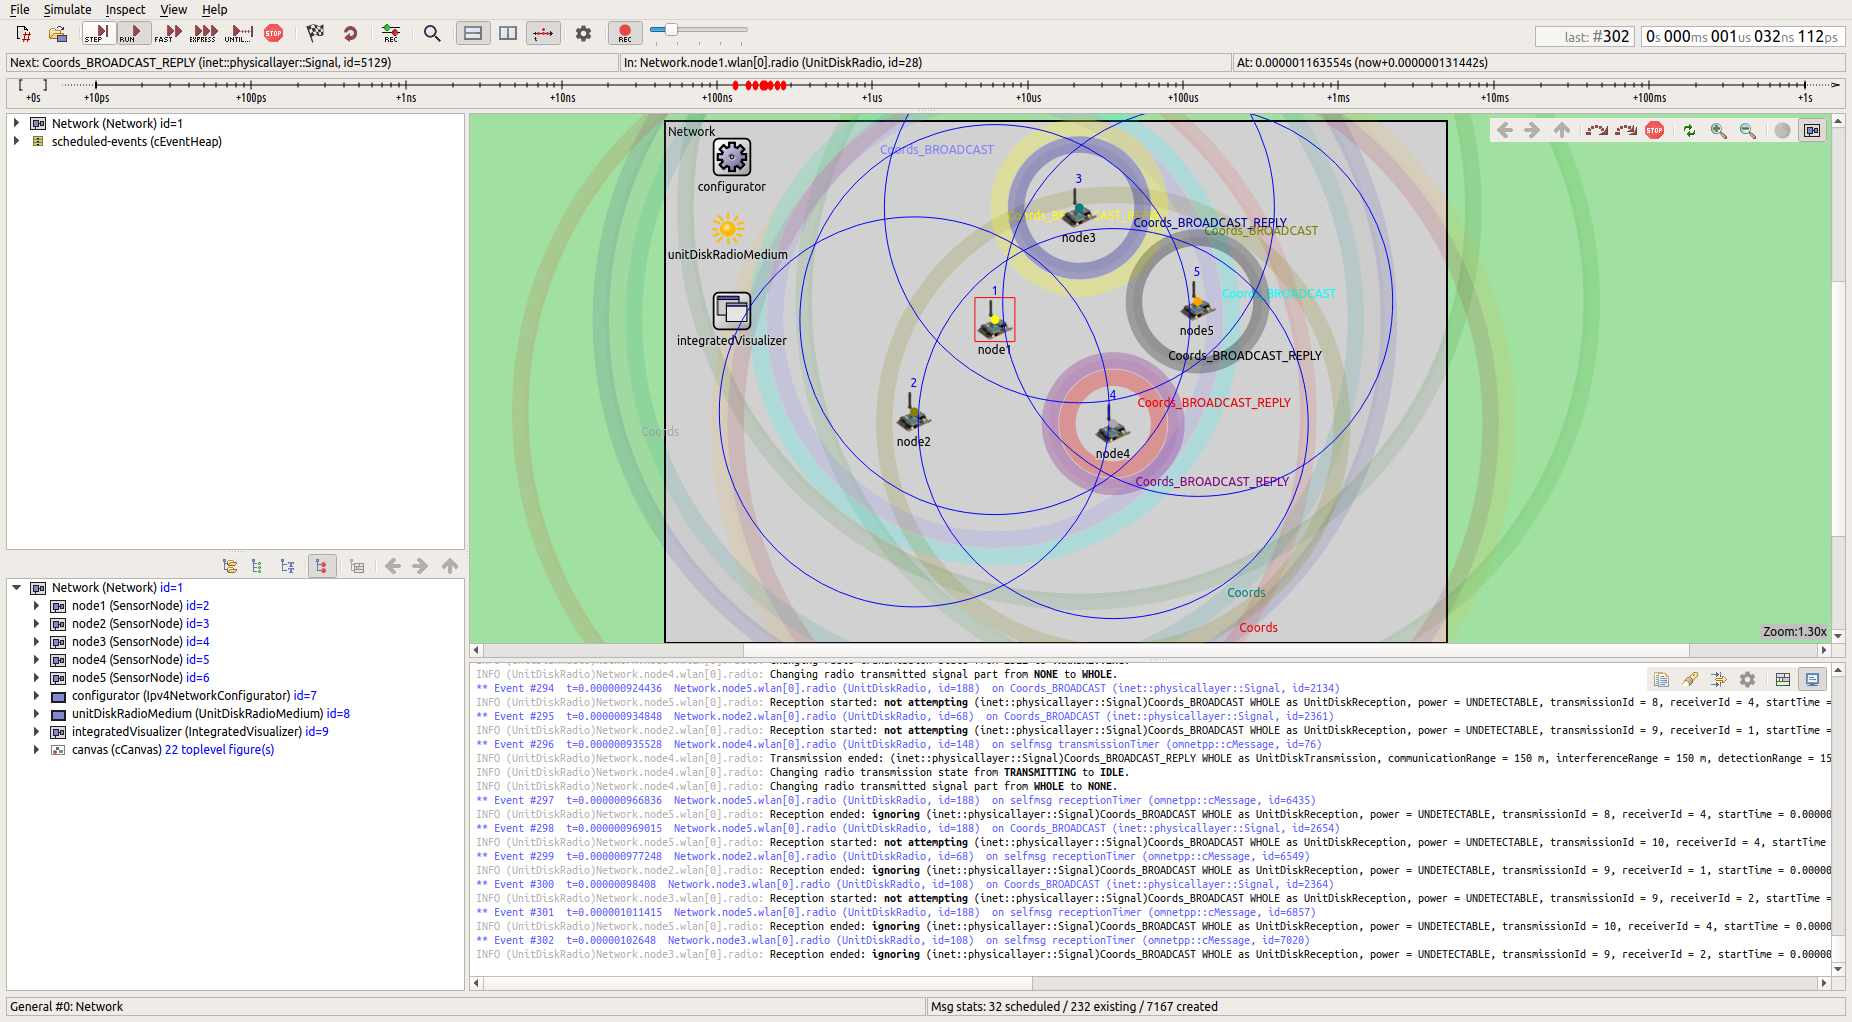 File Simulate Inspect View Help
STEP RUN FAST EXPRESS UNTIL... STOP REC REC
last: #302 0s 000ms 001us 032ns 112ps
Next: Coords_BROADCAST_REPLY (inet::physicallayer::Signal, id=5129) In: Network.node1.wlan[0].radio (UnitDiskRadio, id=28) At: 0.000001163554s (now+0.000000131442s)
+0s +10ps +100ps +1ns +10ns +100ns +1us +10us +100us +1ms +10ms +100ms +1s
Network (Network) id=1
scheduled-events (cEventHeap)
Network (Network) id=1
node1 (SensorNode) id=2
node2 (SensorNode) id=3
node3 (SensorNode) id=4
node4 (SensorNode) id=5
node5 (SensorNode) id=6
configurator (Ipv4NetworkConfigurator) id=7
unitDiskRadioMedium (UnitDiskRadioMedium) id=8
integratedVisualizer (IntegratedVisualizer) id=9
canvas (cCanvas) 22 toplevel figure(s)
Network
configurator
unitDiskRadioMedium
integratedVisualizer
Coords_BROADCAST
3
Coords_BROADCAST_REPLY
node3
Coords_BROADCAST_REPLY
Coords_BROADCAST
5
Coords_BROADCAST
node5
1
node1
Coords_BROADCAST_REPLY
2
node2
4
Coords_BROADCAST_REPLY
node4
Coords
Coords_BROADCAST_REPLY
Coords
Coords
STOP
Zoom:1.30x
INFO (UnitDiskRadio)Network.node4.wlan[0].radio: Changing radio transmitted signal part from NONE to WHOLE.
** Event #294 t=0.000000924436 Network.node5.wlan[0].radio (UnitDiskRadio, id=188) on Coords_BROADCAST (inet::physicallayer::Signal, id=2134)
INFO (UnitDiskRadio)Network.node5.wlan[0].radio: Reception started: not attempting (inet::physicallayer::Signal)Coords_BROADCAST WHOLE as UnitDiskReception, power = UNDETECTABLE, transmissionId = 8, receiverId = 4, startTime =
** Event #295 t=0.000000934848 Network.node2.wlan[0].radio (UnitDiskRadio, id=68) on Coords_BROADCAST (inet::physicallayer::Signal, id=2361)
INFO (UnitDiskRadio)Network.node2.wlan[0].radio: Reception started: not attempting (inet::physicallayer::Signal)Coords_BROADCAST WHOLE as UnitDiskReception, power = UNDETECTABLE, transmissionId = 9, receiverId = 1, startTime =
** Event #296 t=0.000000935528 Network.node4.wlan[0].radio (UnitDiskRadio, id=148) on selfmsg transmissionTimer (omnetpp::cMessage, id=76)
INFO (UnitDiskRadio)Network.node4.wlan[0].radio: Transmission ended: (inet::physicallayer::Signal)Coords_BROADCAST_REPLY WHOLE as UnitDiskTransmission, communicationRange = 150 m, interferenceRange = 150 m, detectionRange = 15
INFO (UnitDiskRadio)Network.node4.wlan[0].radio: Changing radio transmission state from TRANSMITTING to IDLE.
INFO (UnitDiskRadio)Network.node4.wlan[0].radio: Changing radio transmitted signal part from WHOLE to NONE.
** Event #297 t=0.000000966836 Network.node5.wlan[0].radio (UnitDiskRadio, id=188) on selfmsg receptionTimer (omnetpp::cMessage, id=6435)
INFO (UnitDiskRadio)Network.node5.wlan[0].radio: Reception ended: ignoring (inet::physicallayer::Signal)Coords_BROADCAST WHOLE as UnitDiskReception, power = UNDETECTABLE, transmissionId = 8, receiverId = 4, startTime = 0.00000
** Event #298 t=0.000000969015 Network.node5.wlan[0].radio (UnitDiskRadio, id=188) on Coords_BROADCAST (inet::physicallayer::Signal, id=2654)
INFO (UnitDiskRadio)Network.node5.wlan[0].radio: Reception started: not attempting (inet::physicallayer::Signal)Coords_BROADCAST WHOLE as UnitDiskReception, power = UNDETECTABLE, transmissionId = 10, receiverId = 4, startTime
** Event #299 t=0.000000977248 Network.node2.wlan[0].radio (UnitDiskRadio, id=68) on selfmsg receptionTimer (omnetpp::cMessage, id=6549)
INFO (UnitDiskRadio)Network.node2.wlan[0].radio: Reception ended: ignoring (inet::physicallayer::Signal)Coords_BROADCAST WHOLE as UnitDiskReception, power = UNDETECTABLE, transmissionId = 9, receiverId = 1, startTime = 0.00000
** Event #300 t=0.00000098408 Network.node3.wlan[0].radio (UnitDiskRadio, id=108) on Coords_BROADCAST (inet::physicallayer::Signal, id=2364)
INFO (UnitDiskRadio)Network.node3.wlan[0].radio: Reception started: not attempting (inet::physicallayer::Signal)Coords_BROADCAST WHOLE as UnitDiskReception, power = UNDETECTABLE, transmissionId = 9, receiverId = 2, startTime =
** Event #301 t=0.000001011415 Network.node5.wlan[0].radio (UnitDiskRadio, id=188) on selfmsg receptionTimer (omnetpp::cMessage, id=6857)
INFO (UnitDiskRadio)Network.node5.wlan[0].radio: Reception ended: ignoring (inet::physicallayer::Signal)Coords_BROADCAST WHOLE as UnitDiskReception, power = UNDETECTABLE, transmissionId = 10, receiverId = 4, startTime = 0.0000
** Event #302 t=0.00000102648 Network.node3.wlan[0].radio (UnitDiskRadio, id=108) on selfmsg receptionTimer (omnetpp::cMessage, id=7020)
INFO (UnitDiskRadio)Network.node3.wlan[0].radio: Reception ended: ignoring (inet::physicallayer::Signal)Coords_BROADCAST WHOLE as UnitDiskReception, power = UNDETECTABLE, transmissionId = 9, receiverId = 2, startTime = 0.00000
General #0: Network Msg stats: 32 scheduled / 232 existing / 7167 created